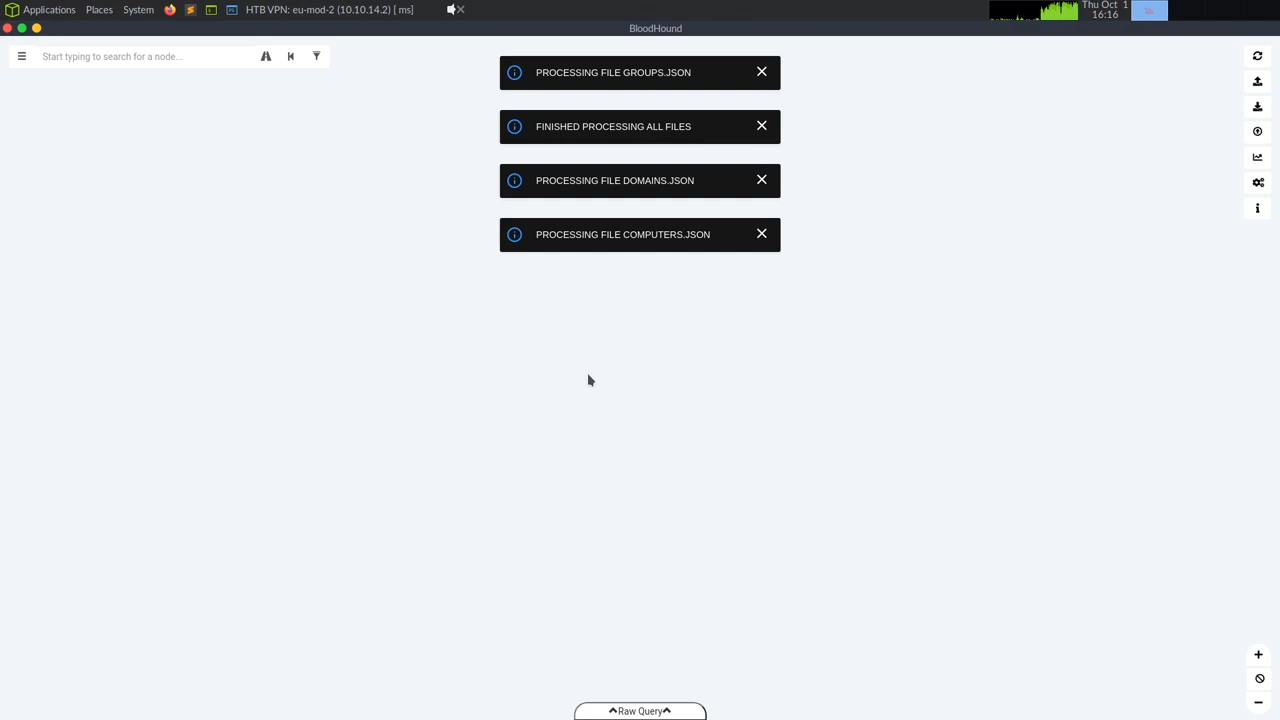 Applications Places System HTB VPN: eu-mod-2 (10.10.14.2) [ ms] Thu Oct 1
16:16
BloodHound
Start typing to search for a node...
PROCESSING FILE GROUPS.JSON
FINISHED PROCESSING ALL FILES
PROCESSING FILE DOMAINS.JSON
PROCESSING FILE COMPUTERS.JSON
Raw Query